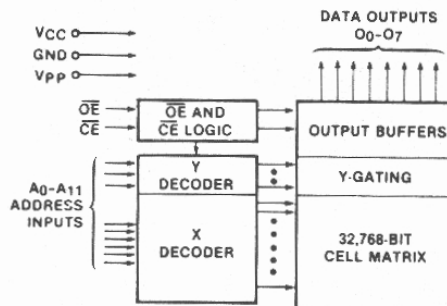 DATA OUTPUTS
O0-O7
VCC
GND
VPP
OE
CE
OE AND
CE LOGIC
OUTPUT BUFFERS
Y
DECODER
Y-GATING
A0-A11
ADDRESS
INPUTS
X
DECODER
32,768-BIT
CELL MATRIX